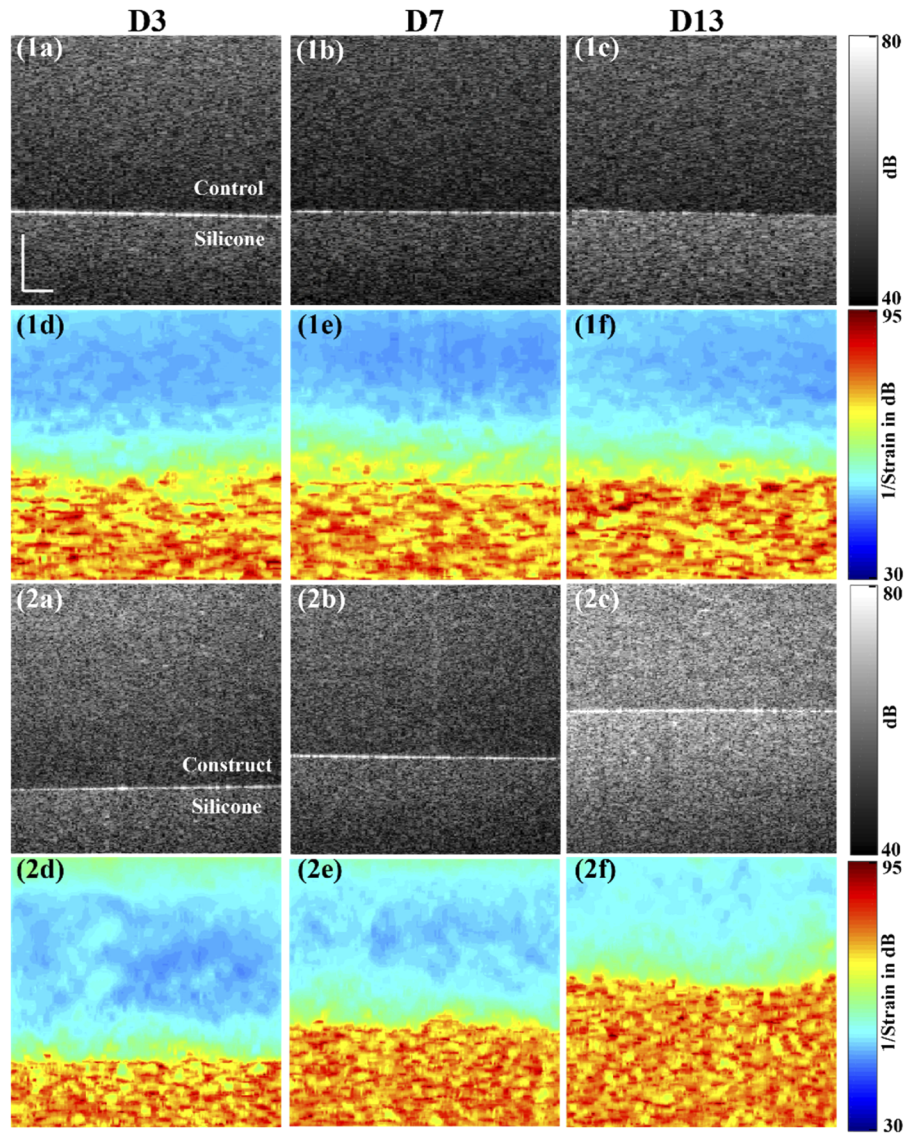 D3 D7 D13
(1a) (1b) (1c) 80
Control
Silicone
dB
40
(1d) (1e) (1f) 95
1/Strain in dB
30
(2a) (2b) (2c) 80
Construct
Silicone
dB
40
(2d) (2e) (2f) 95
1/Strain in dB
30